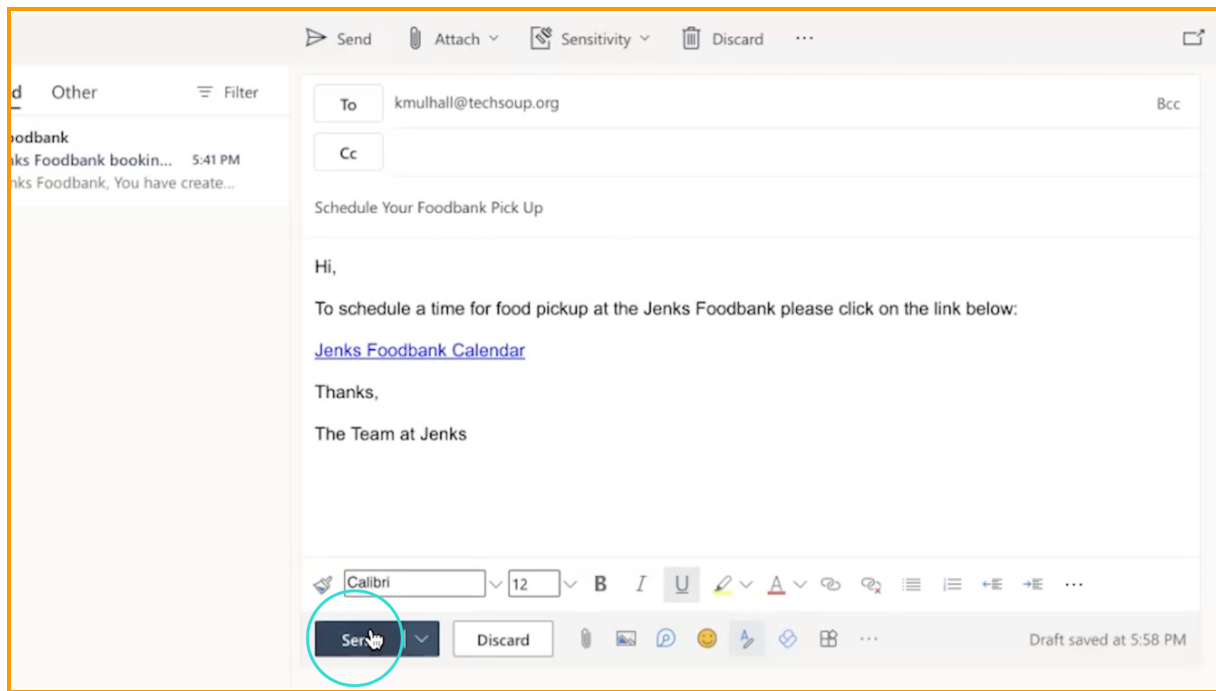 Send Attach Sensitivity Discard ...
d Other Filter
oodbank
ks Foodbank bookin... 5:41 PM
nks Foodbank, You have create...
To kmulhall@techsoup.org Bcc
Cc
Schedule Your Foodbank Pick Up
Hi,
To schedule a time for food pickup at the Jenks Foodbank please click on the link below:
Jenks Foodbank Calendar
Thanks,
The Team at Jenks
Calibri 12 B I U A ...
Discard ... Draft saved at 5:58 PM